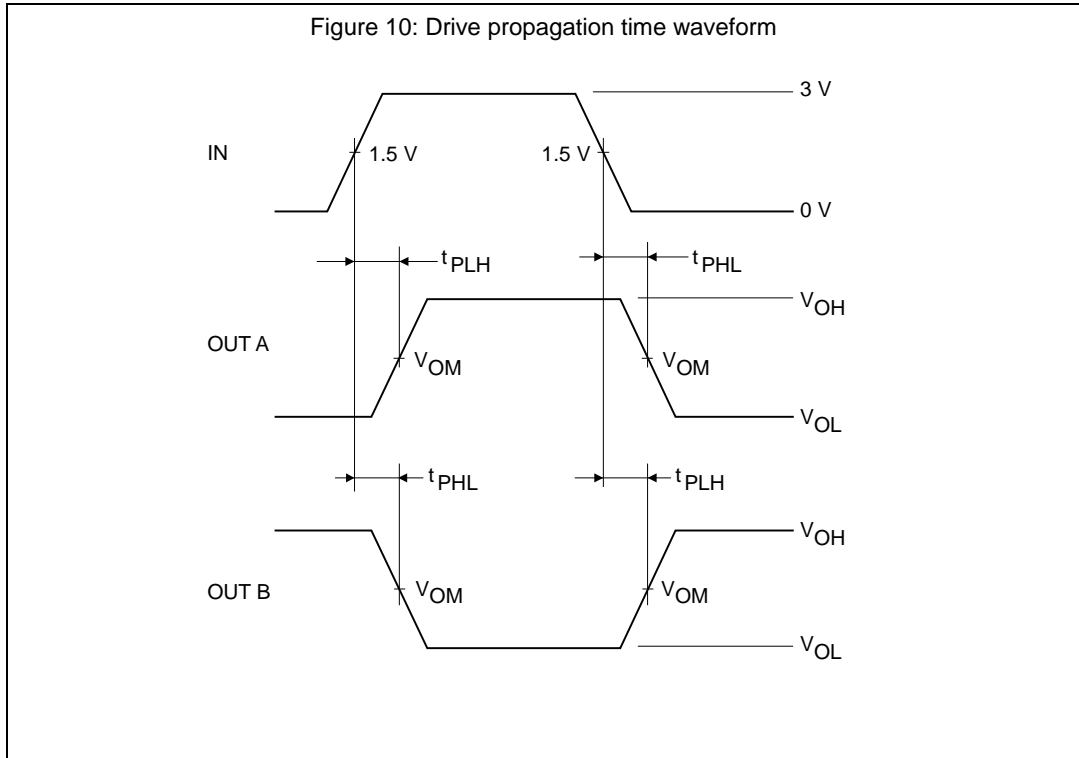 Figure 10: Drive propagation time waveform
3 V
IN
1.5 V
1.5 V
0 V
tPLH
tPHL
VOH
OUT A
VOM
VOM
VOL
tPHL
tPLH
VOH
OUT B
VOM
VOM
VOL